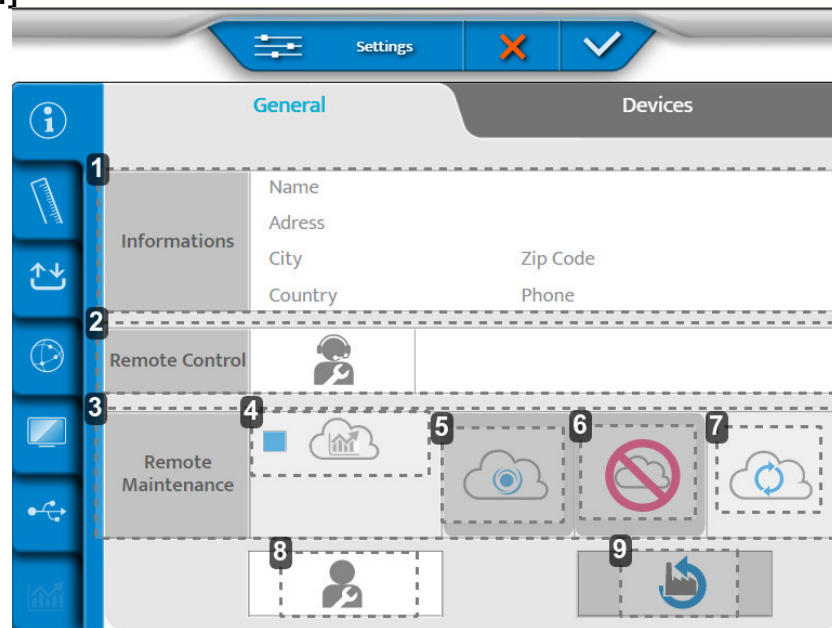 Settings
General
Devices
1
Informations
Name
Adress
City
Zip Code
Country
Phone
2
Remote Control
3
4
5
6
7
Remote
Maintenance
8
9